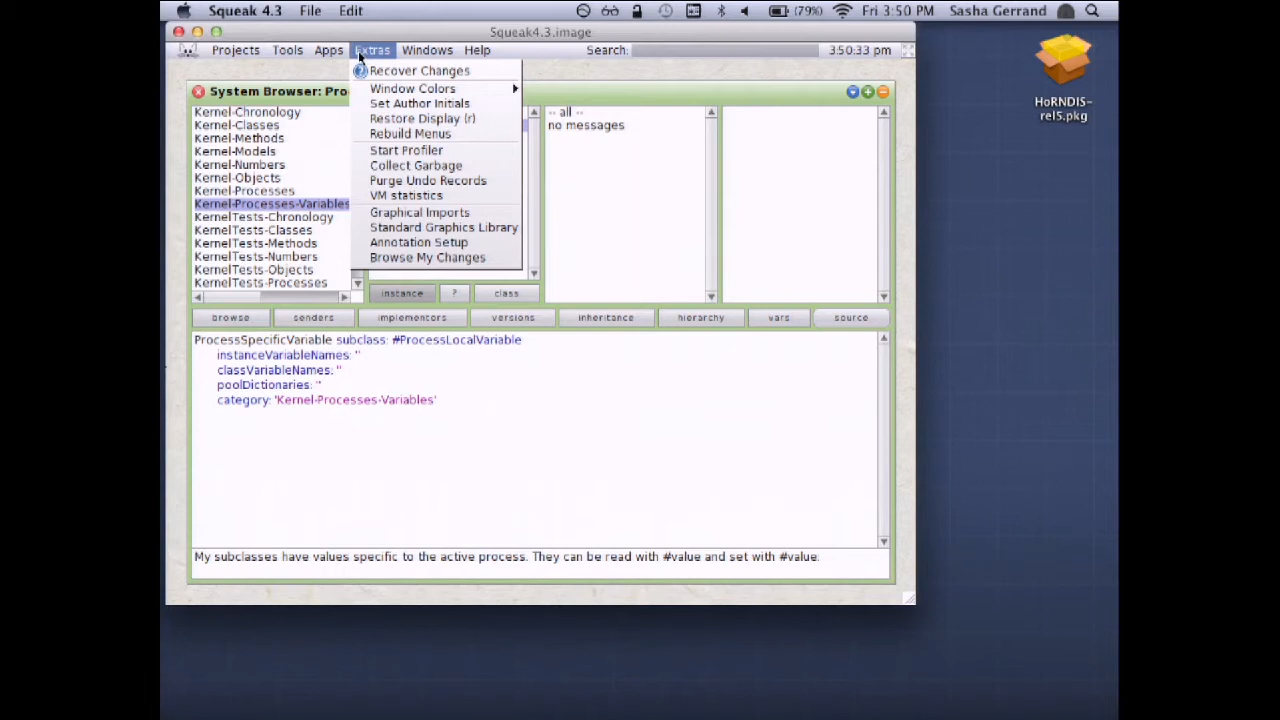 Squeak 4.3 File Edit (79%) Fri 3:50 PM Sasha Gerrand
Squeak4.3.image
Projects Tools Apps Extras Windows Help Search: 3:50:33 pm
HoRNDIS-
rel5.pkg
Recover Changes
Window Colors
Set Author Initials
Restore Display (r)
Rebuild Menus
Start Profiler
Collect Garbage
Purge Undo Records
VM statistics
Graphical Imports
Standard Graphics Library
Annotation Setup
Browse My Changes
System Browser: Pro
Kernel-Chronology
Kernel-Classes
Kernel-Methods
Kernel-Models
Kernel-Numbers
Kernel-Objects
Kernel-Processes
Kernel-Processes-Variables
KernelTests-Chronology
KernelTests-Classes
KernelTests-Methods
KernelTests-Numbers
KernelTests-Objects
KernelTests-Processes
-- all --
no messages
instance ? class
browse senders implementors versions inheritance hierarchy vars source
ProcessSpecificVariable subclass: #ProcessLocalVariable
instanceVariableNames: ''
classVariableNames: ''
poolDictionaries: ''
category: 'Kernel-Processes-Variables'
My subclasses have values specific to the active process. They can be read with #value and set with #value: